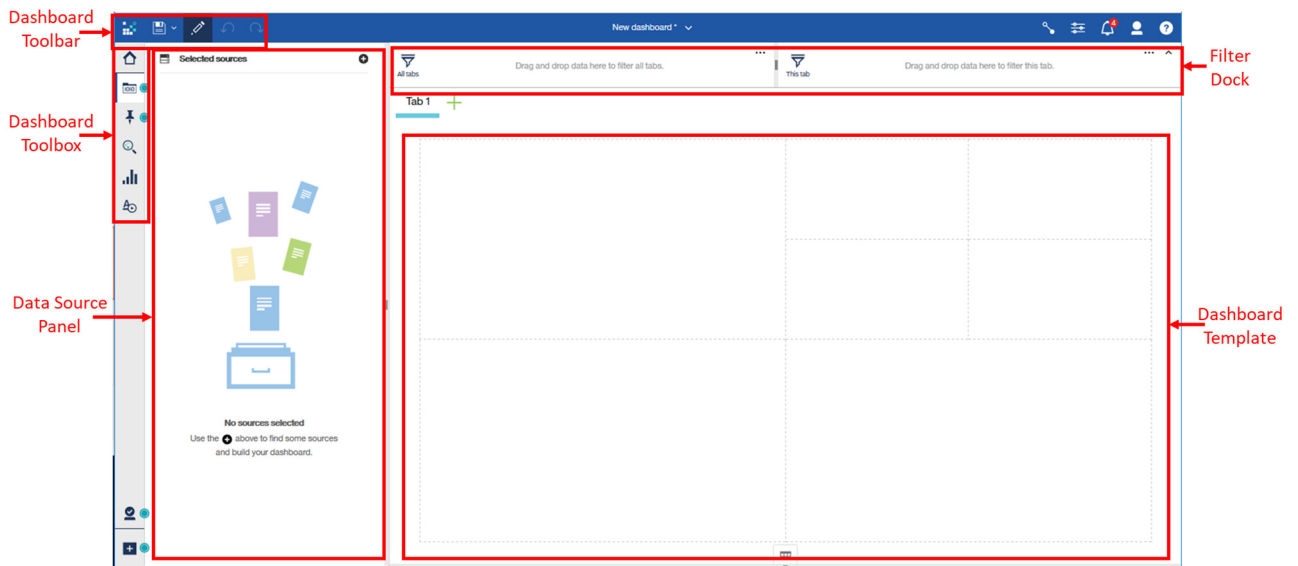 Dashboard
Toolbar
New dashboard *
4
?
Selected sources
All tabs
Drag and drop data here to filter all tabs.
This tab
Drag and drop data here to filter this tab.
Filter
Dock
Tab 1
Dashboard
Toolbox
Data Source
Panel
Dashboard
Template
No sources selected
Use the above to find some sources
and build your dashboard.